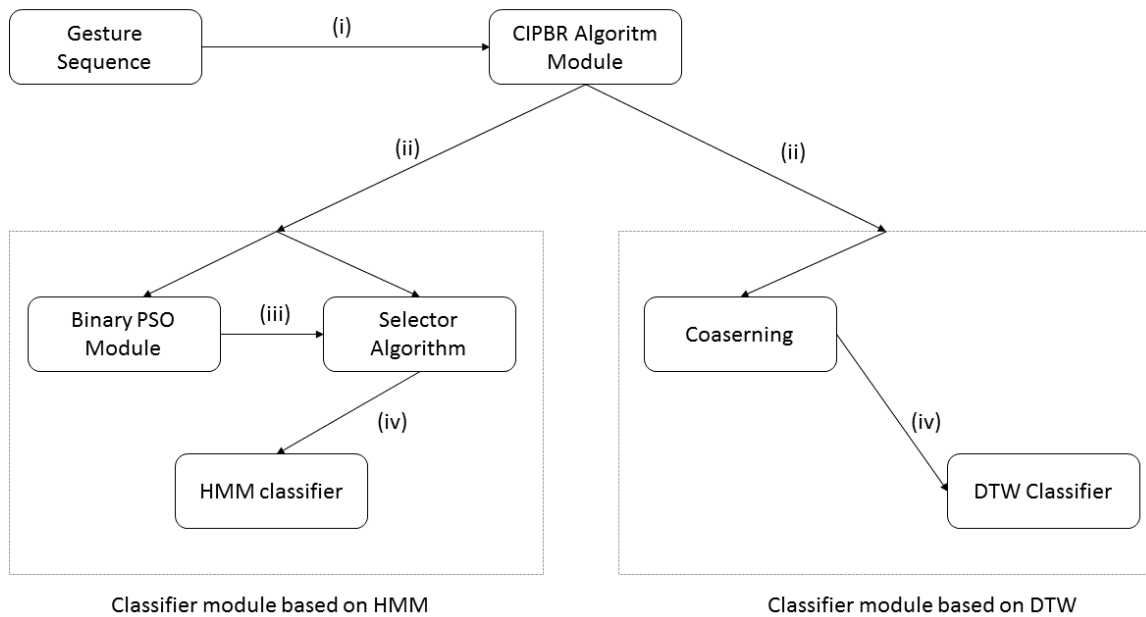 Gesture
Sequence
(i)
CIPBR Algoritm
Module
(ii)
(ii)
Binary PSO
Module
(iii)
Selector
Algorithm
(iv)
HMM classifier
Classifier module based on HMM
Coaserning
(iv)
DTW Classifier
Classifier module based on DTW